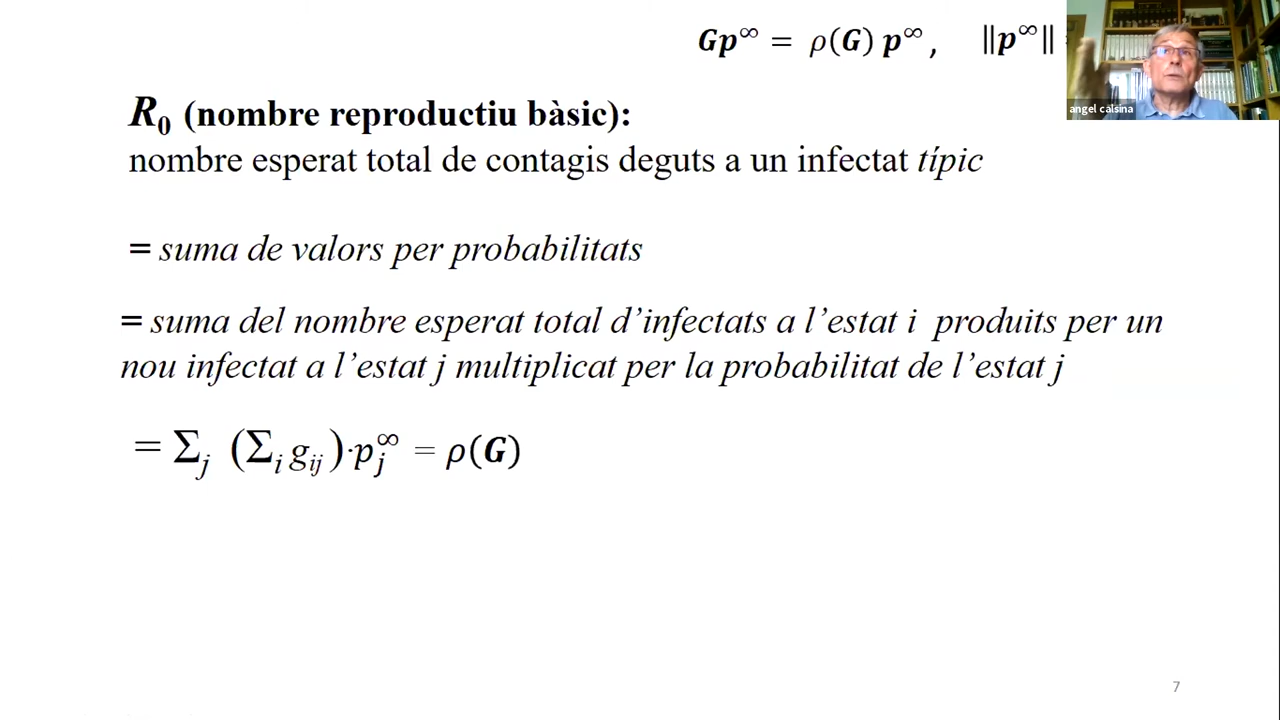 Gp^∞ = ρ(G) p^∞ , ‖p^∞‖
angel calsina
R₀ (nombre reproductiu bàsic):
nombre esperat total de contagis deguts a un infectat típic
= suma de valors per probabilitats
= suma del nombre esperat total d’infectats a l’estat i produits per un
nou infectat a l’estat j multiplicat per la probabilitat de l’estat j
= Σ_j (Σ_i g_ij)·p_j^∞ = ρ(G)
7